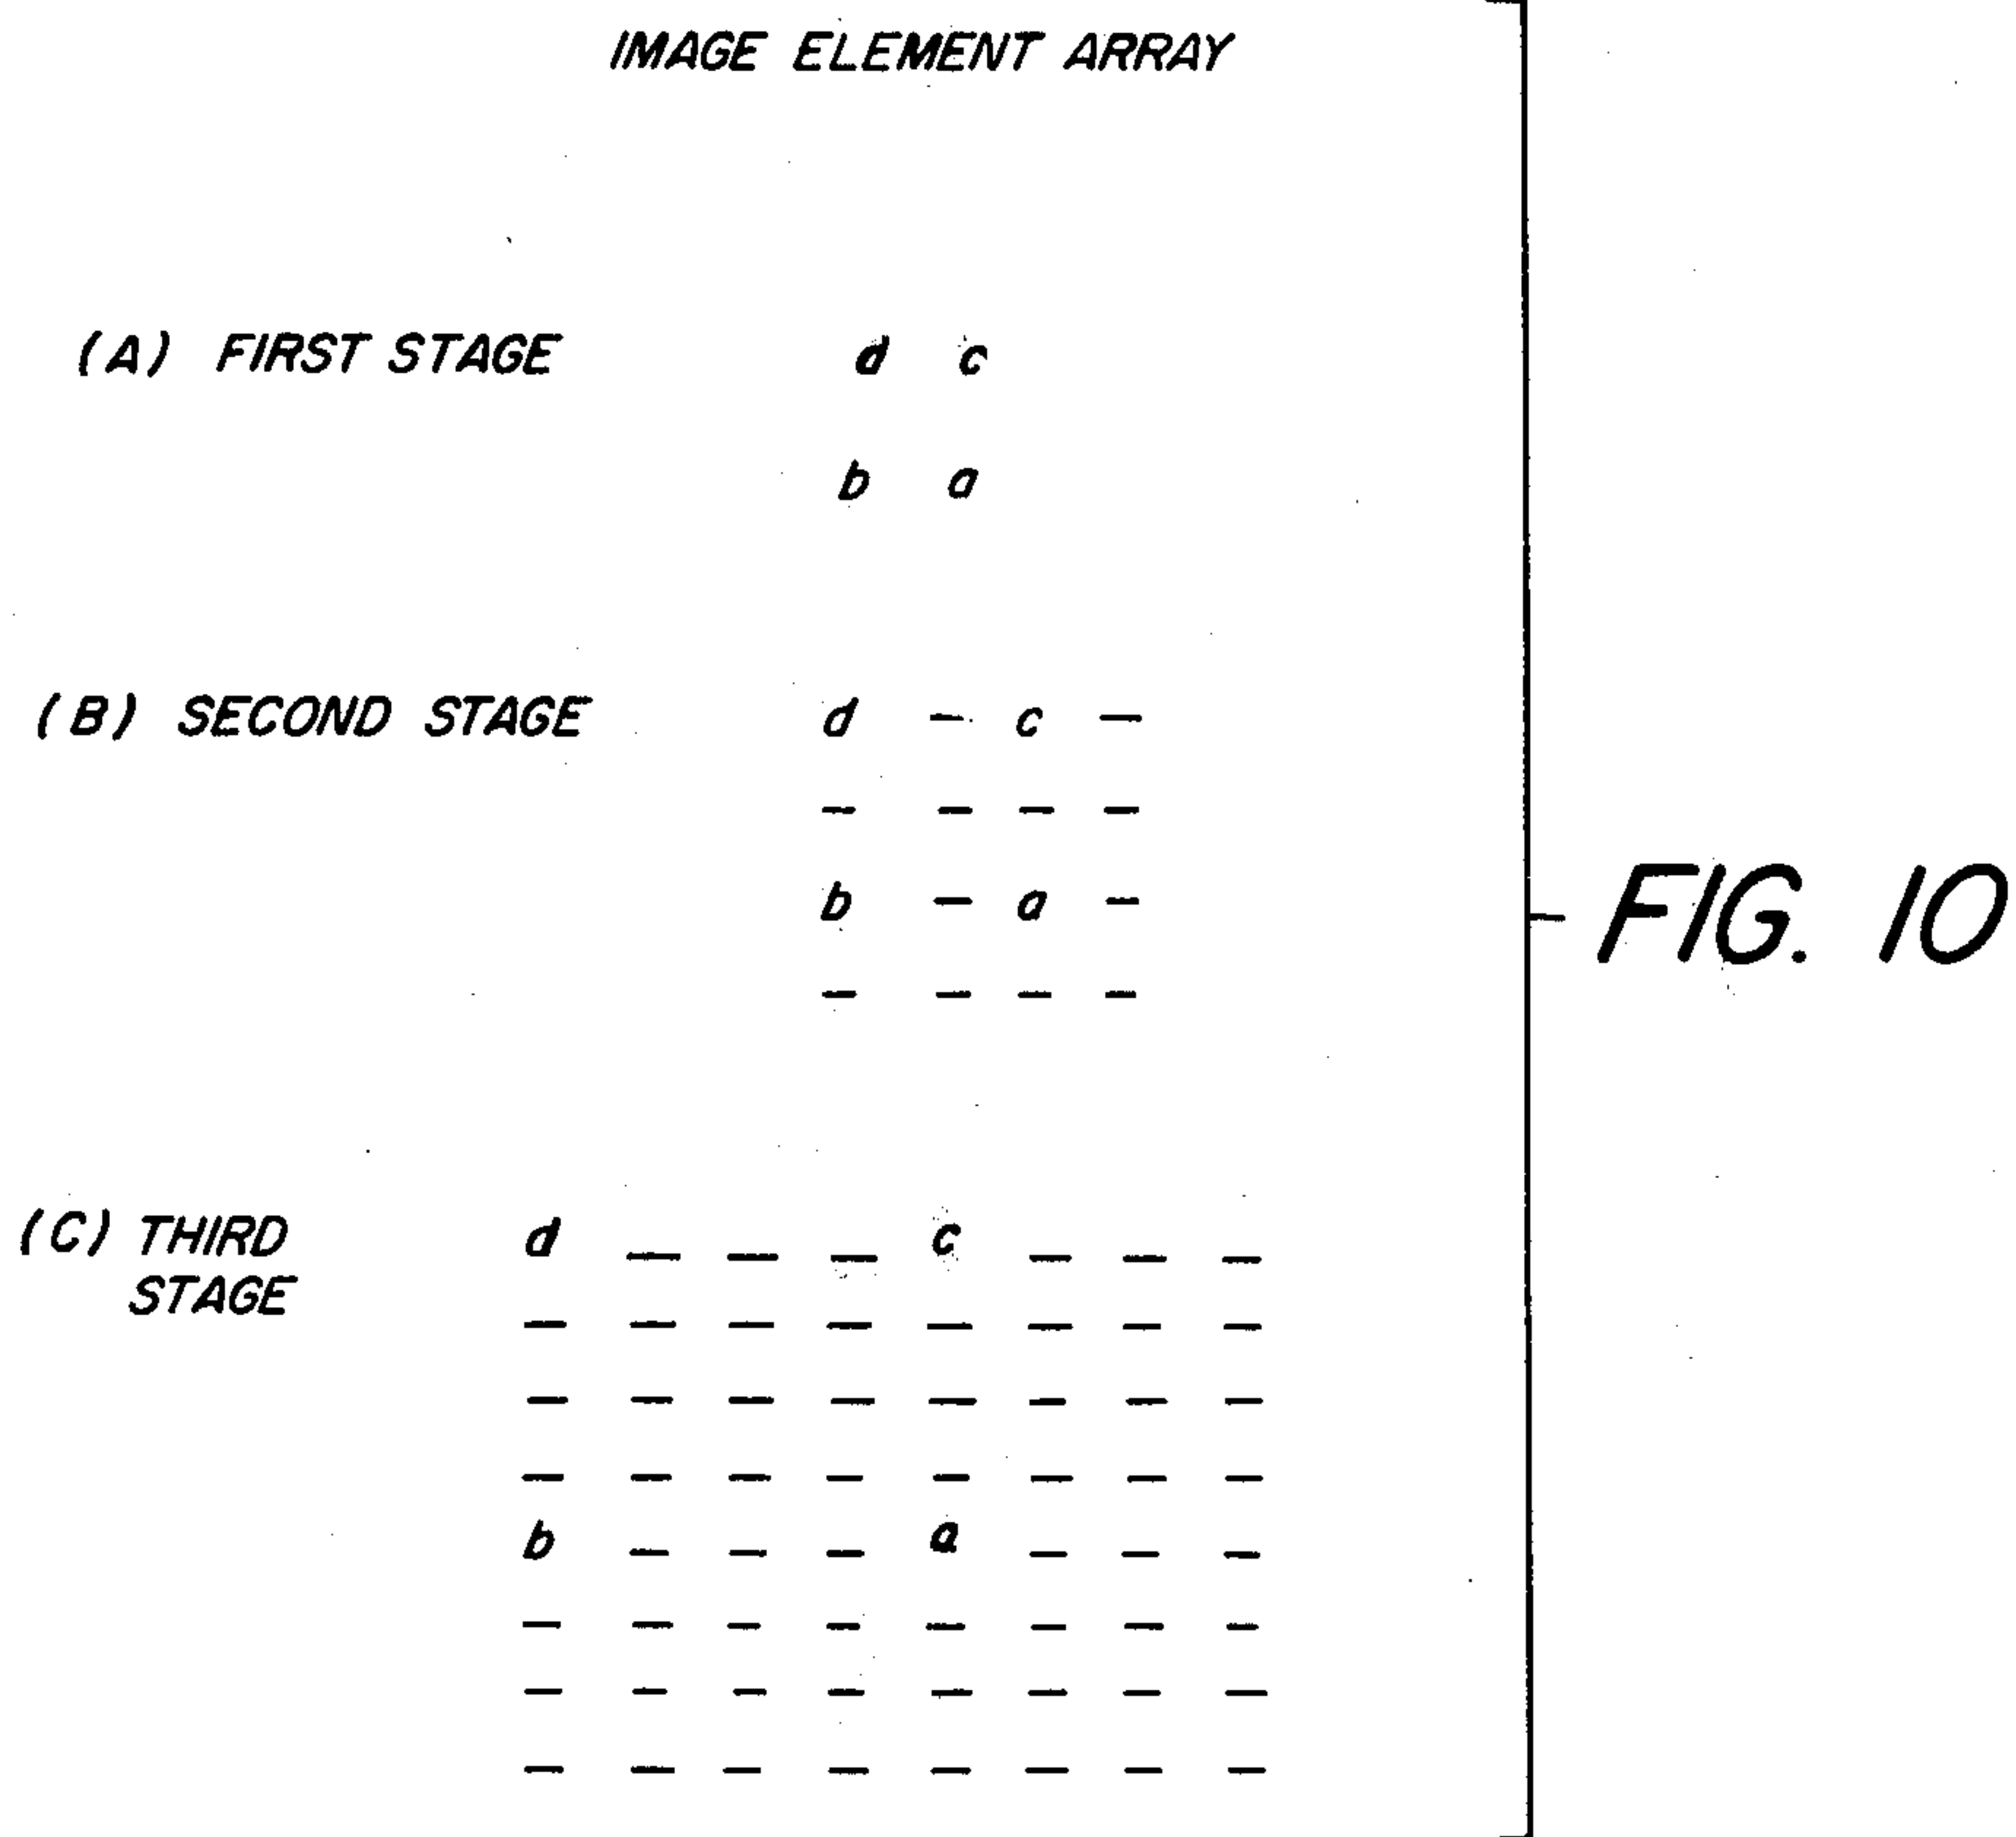 IMAGE ELEMENT ARRAY
(A) FIRST STAGE d c
b a
(B) SECOND STAGE d — c —
— — — —
b — a —
— — — —
FIG. 10
(C) THIRD STAGE d — — — c — — —
— — — — — — — —
— — — — — — — —
— — — — — — — —
b — — — a — — —
— — — — — — — —
— — — — — — — —
— — — — — — — —